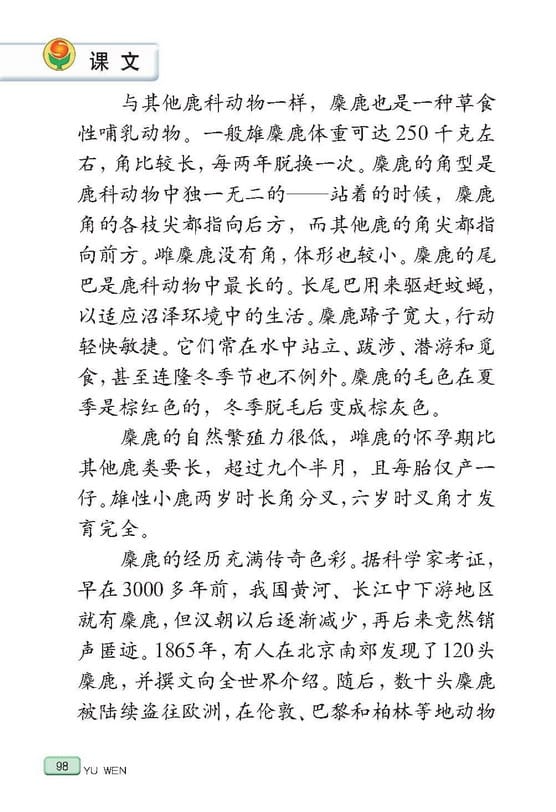 课文
与其他鹿科动物一样，麋鹿也是一种草食
性哺乳动物。一般雄麋鹿体重可达250千克左
右，角比较长，每两年脱换一次。麋鹿的角型是
鹿科动物中独一无二的——站着的时候，麋鹿
角的各枝尖都指向后方，而其他鹿的角尖都指
向前方。雌麋鹿没有角，体形也较小。麋鹿的尾
巴是鹿科动物中最长的。长尾巴用来驱赶蚊蝇，
以适应沼泽环境中的生活。麋鹿蹄子宽大，行动
轻快敏捷。它们常在水中站立、跋涉、潜游和觅
食，甚至连隆冬季节也不例外。麋鹿的毛色在夏
季是棕红色的，冬季脱毛后变成棕灰色。
麋鹿的自然繁殖力很低，雌鹿的怀孕期比
其他鹿类要长，超过九个半月，且每胎仅产一
仔。雄性小鹿两岁时长角分叉，六岁时叉角才发
育完全。
麋鹿的经历充满传奇色彩。据科学家考证，
早在3000多年前，我国黄河、长江中下游地区
就有麋鹿，但汉朝以后逐渐减少，再后来竟然销
声匿迹。1865年，有人在北京南郊发现了120头
麋鹿，并撰文向全世界介绍。随后，数十头麋鹿
被陆续盗往欧洲，在伦敦、巴黎和柏林等地动物
98
YU WEN